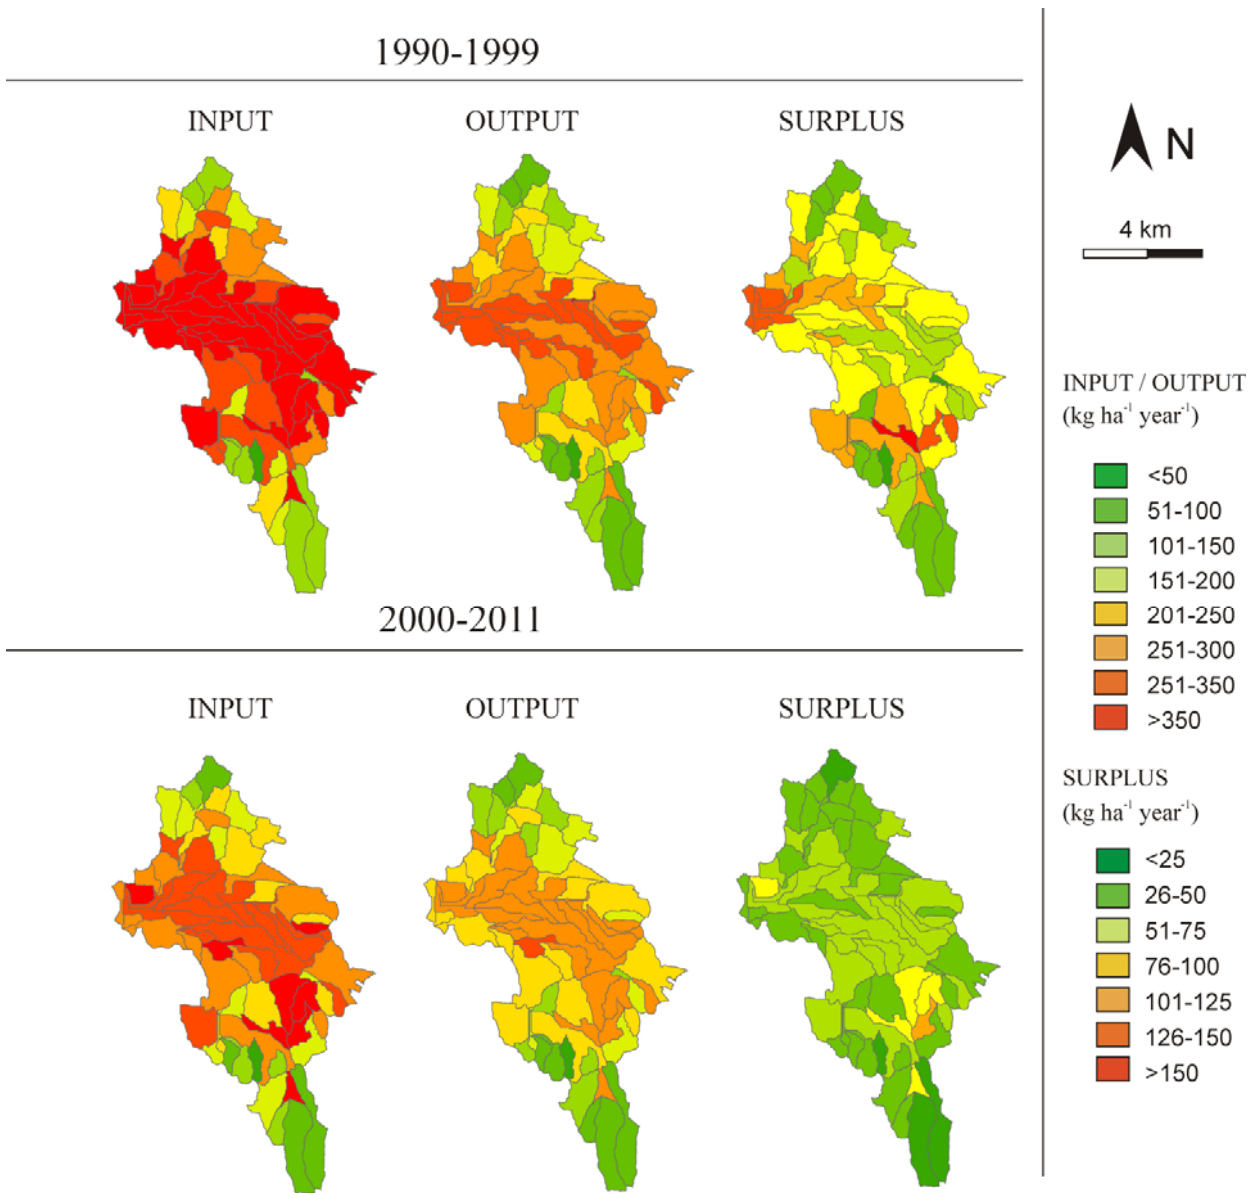 1990-1999
INPUT
OUTPUT
SURPLUS
2000-2011
INPUT
OUTPUT
SURPLUS
N
4 km
INPUT / OUTPUT
(kg ha⁻¹ year⁻¹)
<50
51-100
101-150
151-200
201-250
251-300
251-350
>350
SURPLUS
(kg ha⁻¹ year⁻¹)
<25
26-50
51-75
76-100
101-125
126-150
>150